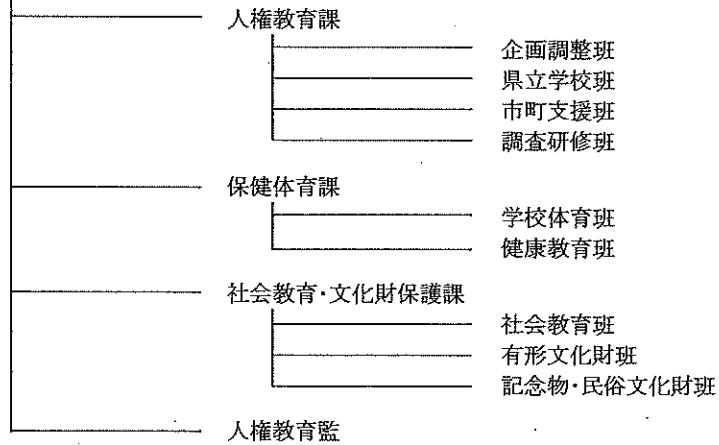 人権教育課
企画調整班
県立学校班
市町支援班
調査研修班
保健体育課
学校体育班
健康教育班
社会教育・文化財保護課
社会教育班
有形文化財班
記念物・民俗文化財班
人権教育監